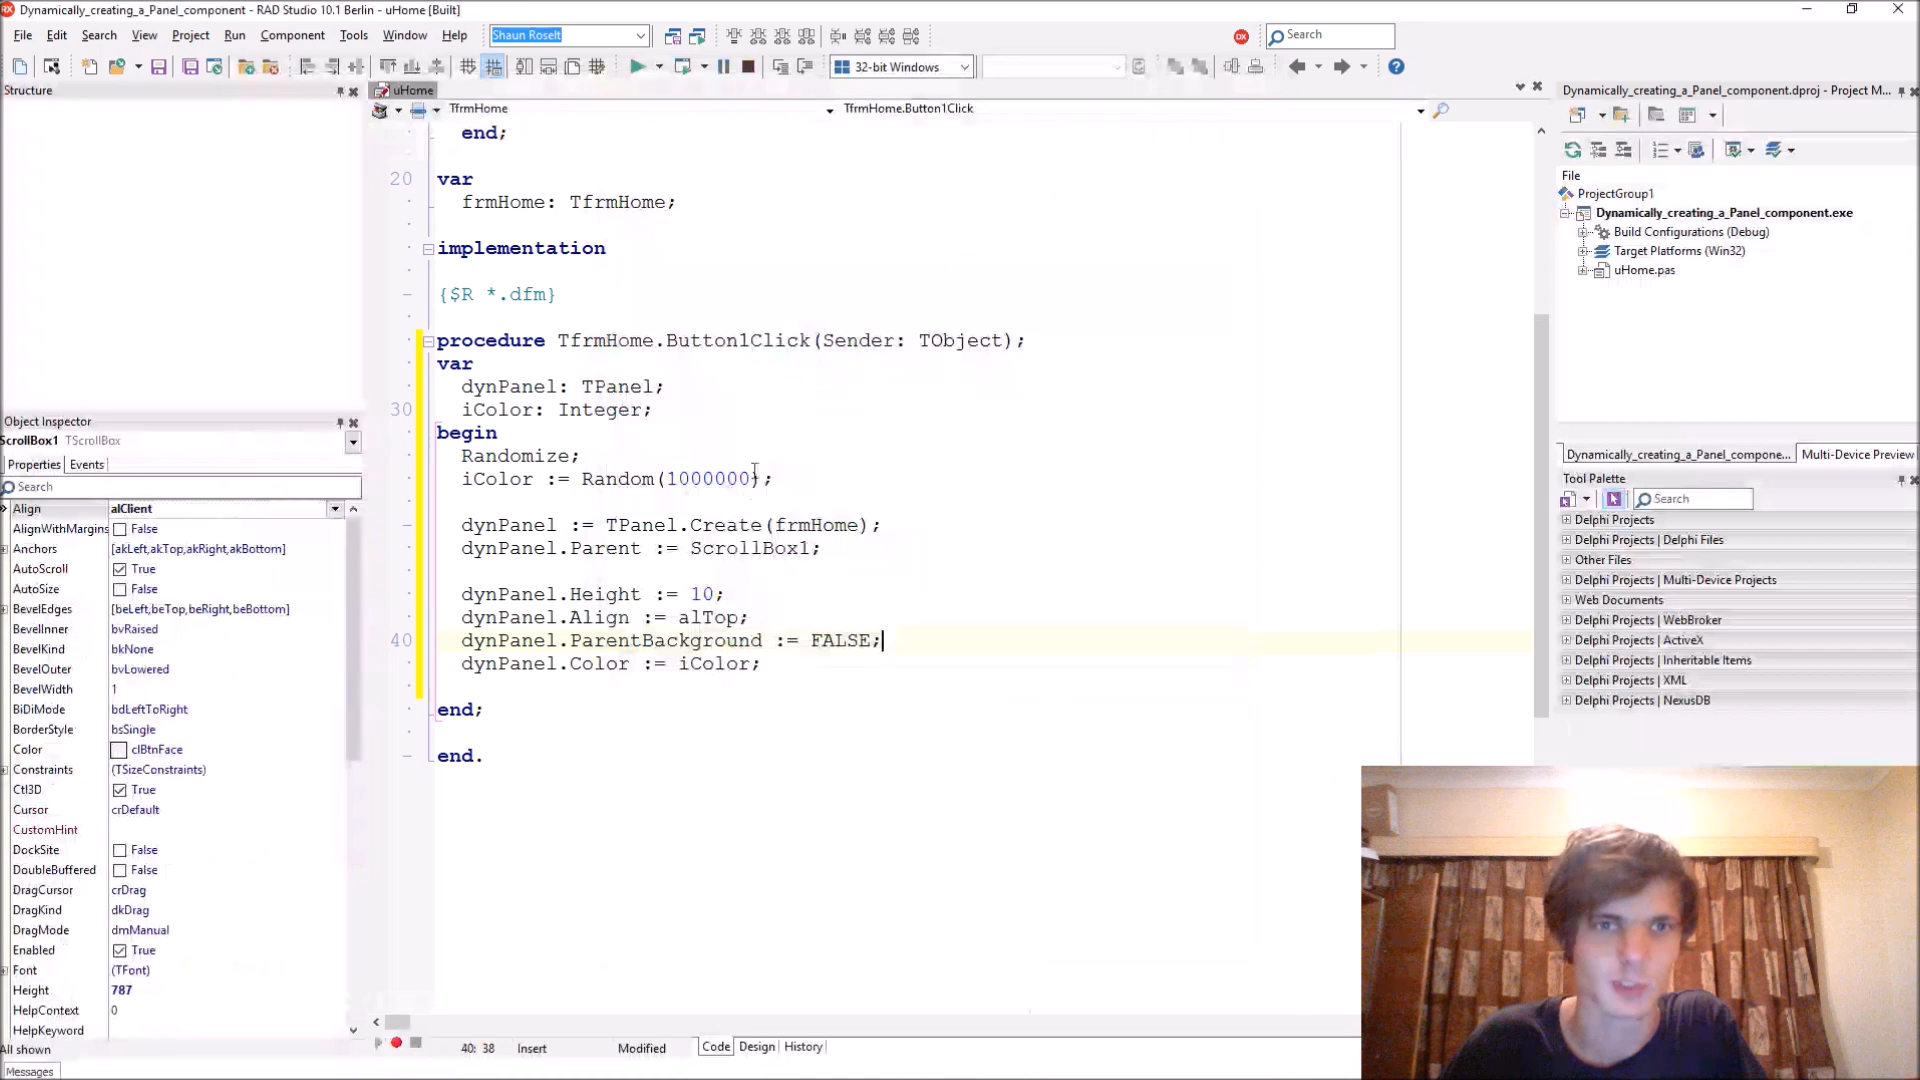 Dynamically_creating_a_Panel_component - RAD Studio 10.1 Berlin - uHome [Built]
File Edit Search View Project Run Component Tools Window Help
Shaun Roselt
Search
32-bit Windows
Structure
uHome
TfrmHome
TfrmHome.Button1Click
end;
20
var
frmHome: TfrmHome;
implementation
{$R *.dfm}
procedure TfrmHome.Button1Click(Sender: TObject);
var
dynPanel: TPanel;
30
iColor: Integer;
begin
Randomize;
iColor := Random(1000000);
dynPanel := TPanel.Create(frmHome);
dynPanel.Parent := ScrollBox1;
dynPanel.Height := 10;
dynPanel.Align := alTop;
40
dynPanel.ParentBackground := FALSE;
dynPanel.Color := iColor;
end;
end.
40: 38
Insert
Modified
Code Design History
Object Inspector
ScrollBox1 TScrollBox
Properties Events
Search
Align alClient
AlignWithMargins False
Anchors [akLeft,akTop,akRight,akBottom]
AutoScroll True
AutoSize False
BevelEdges [beLeft,beTop,beRight,beBottom]
BevelInner bvRaised
BevelKind bkNone
BevelOuter bvLowered
BevelWidth 1
BiDiMode bdLeftToRight
BorderStyle bsSingle
Color clBtnFace
Constraints (TSizeConstraints)
Ctl3D True
Cursor crDefault
CustomHint
DockSite False
DoubleBuffered False
DragCursor crDrag
DragKind dkDrag
DragMode dmManual
Enabled True
Font (TFont)
Height 787
HelpContext 0
HelpKeyword
All shown
Messages
Dynamically_creating_a_Panel_component.dproj - Project M...
File
ProjectGroup1
Dynamically_creating_a_Panel_component.exe
Build Configurations (Debug)
Target Platforms (Win32)
uHome.pas
Dynamically_creating_a_Panel_compone...
Multi-Device Preview
Tool Palette
Search
Delphi Projects
Delphi Projects | Delphi Files
Other Files
Delphi Projects | Multi-Device Projects
Web Documents
Delphi Projects | WebBroker
Delphi Projects | ActiveX
Delphi Projects | Inheritable Items
Delphi Projects | XML
Delphi Projects | NexusDB